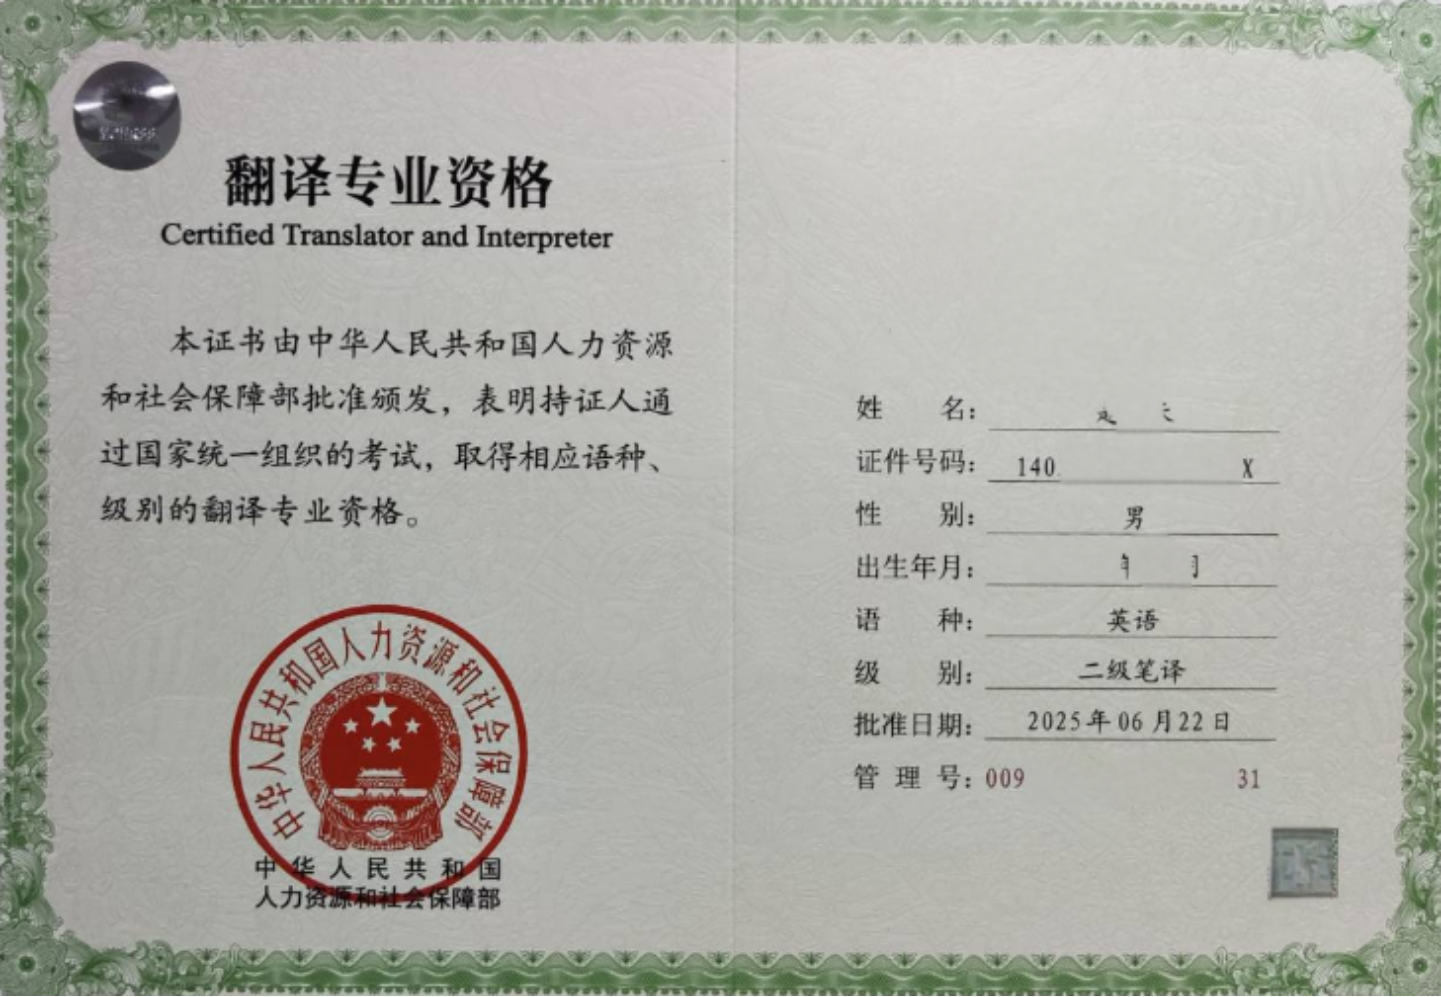 翻译专业资格
Certified Translator and Interpreter
本证书由中华人民共和国人力资源
和社会保障部批准颁发，表明持证人通
过国家统一组织的考试，取得相应语种、
级别的翻译专业资格。
中华人民共和国人力资源和社会保障部
中华人民共和国
人力资源和社会保障部
姓名：
证件号码：140 X
性别：男
出生年月：年 月
语种：英语
级别：二级笔译
批准日期：2025年06月22日
管理号：009 31